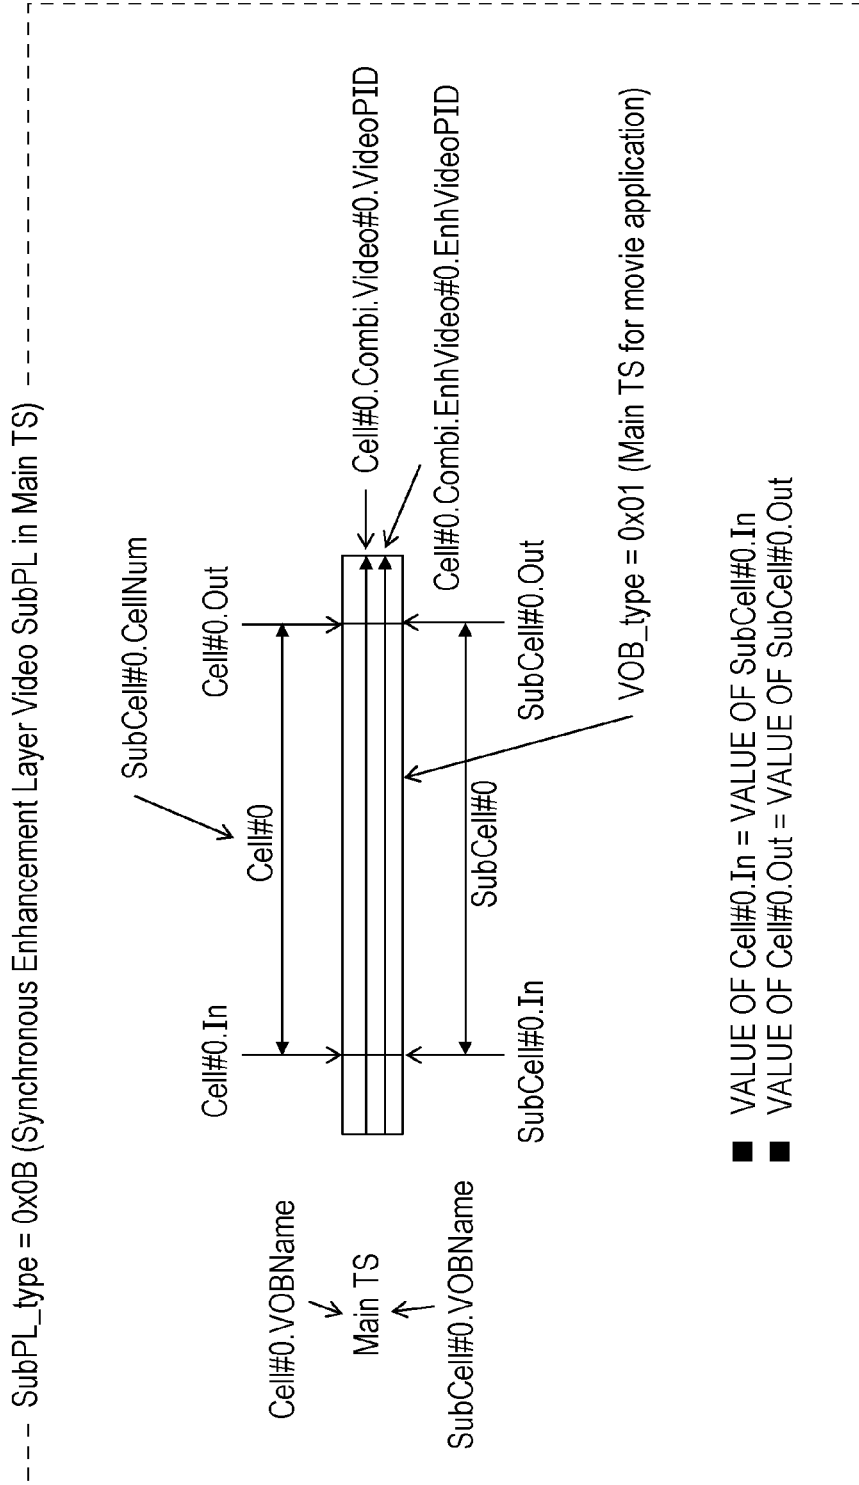 SubPL_type = 0x0B (Synchronous Enhancement Layer Video SubPL in Main TS)
SubCell#0.CellNum
Cell#0.VOBName
Cell#0.In
Cell#0
Cell#0.Out
Main TS
Cell#0.Combi.Video#0.VideoPID
Cell#0.Combi.EnhVideo#0.EnhVideoPID
SubCell#0.VOBName
SubCell#0.In
SubCell#0
SubCell#0.Out
VOB_type = 0x01 (Main TS for movie application)
■ VALUE OF Cell#0.In = VALUE OF SubCell#0.In
■ VALUE OF Cell#0.Out = VALUE OF SubCell#0.Out